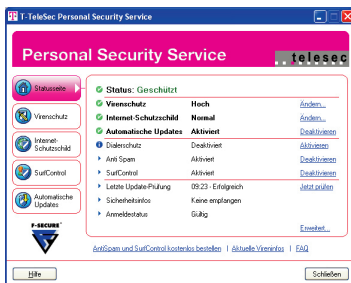 T-TeleSec Personal Security Service
Personal Security Service
telesec
Statusseite
Virenschutz
Internet-
Schutzschild
SurfControl
Automatische
Updates
F-SECURE
Status: Geschützt
Virenschutz Hoch Ändern...
Internet-Schutzschild Normal Ändern...
Automatische Updates Aktiviert Deaktivieren
Dialerschutz Deaktiviert Aktivieren
Anti Spam Aktiviert Deaktivieren
SurfControl Aktiviert Deaktivieren
Letzte Update-Prüfung 09:23 - Erfolgreich Jetzt prüfen
Sicherheitsinfos Keine empfangen
Anmeldestatus Gültig
Erweitert...
AntiSpam und SurfControl kostenlos bestellen | Aktuelle Vireninfos | FAQ
Hilfe
Schließen